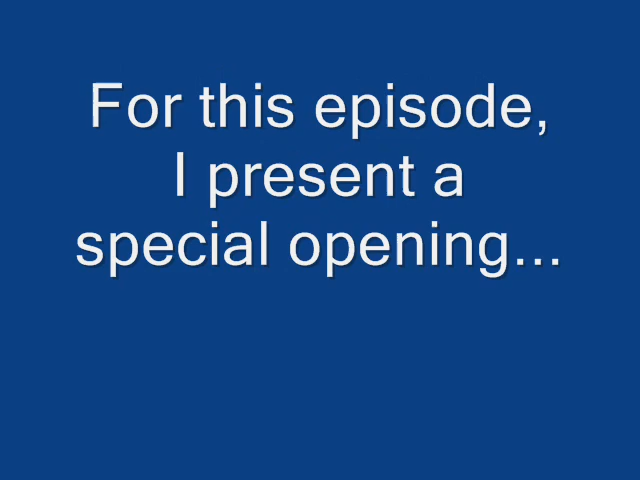 For this episode,
I present a
special opening...